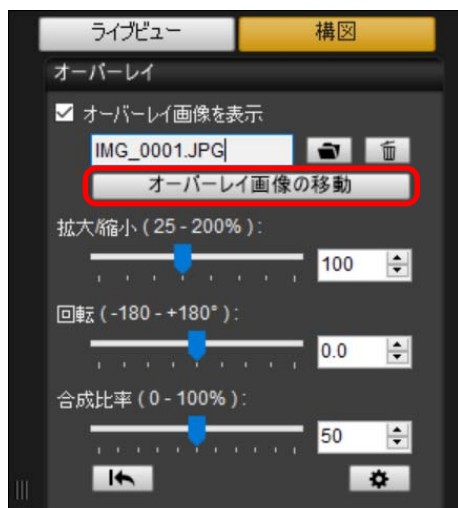 ライブビュー 構図
オーバーレイ
オーバーレイ画像を表示
IMG_0001.JPG
オーバーレイ画像の移動
拡大/縮小 ( 25 - 200% ) :
100
回転 ( -180 - +180° ) :
0.0
合成比率 ( 0 - 100% ) :
50